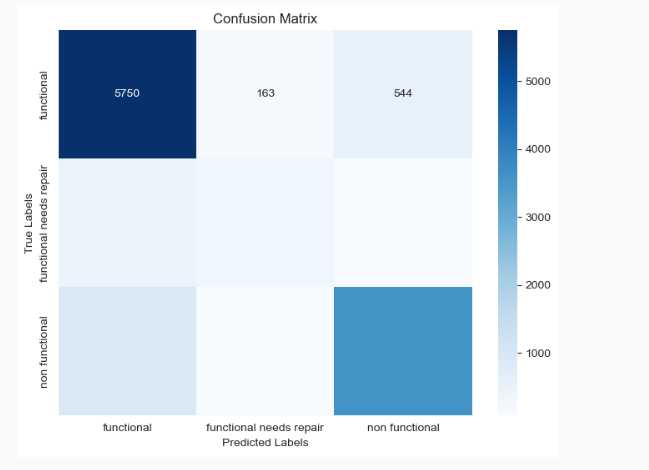 Confusion Matrix
functional
5750
163
544
functional needs repair
non functional
True Labels
functional
functional needs repair
non functional
Predicted Labels
5000
4000
3000
2000
1000